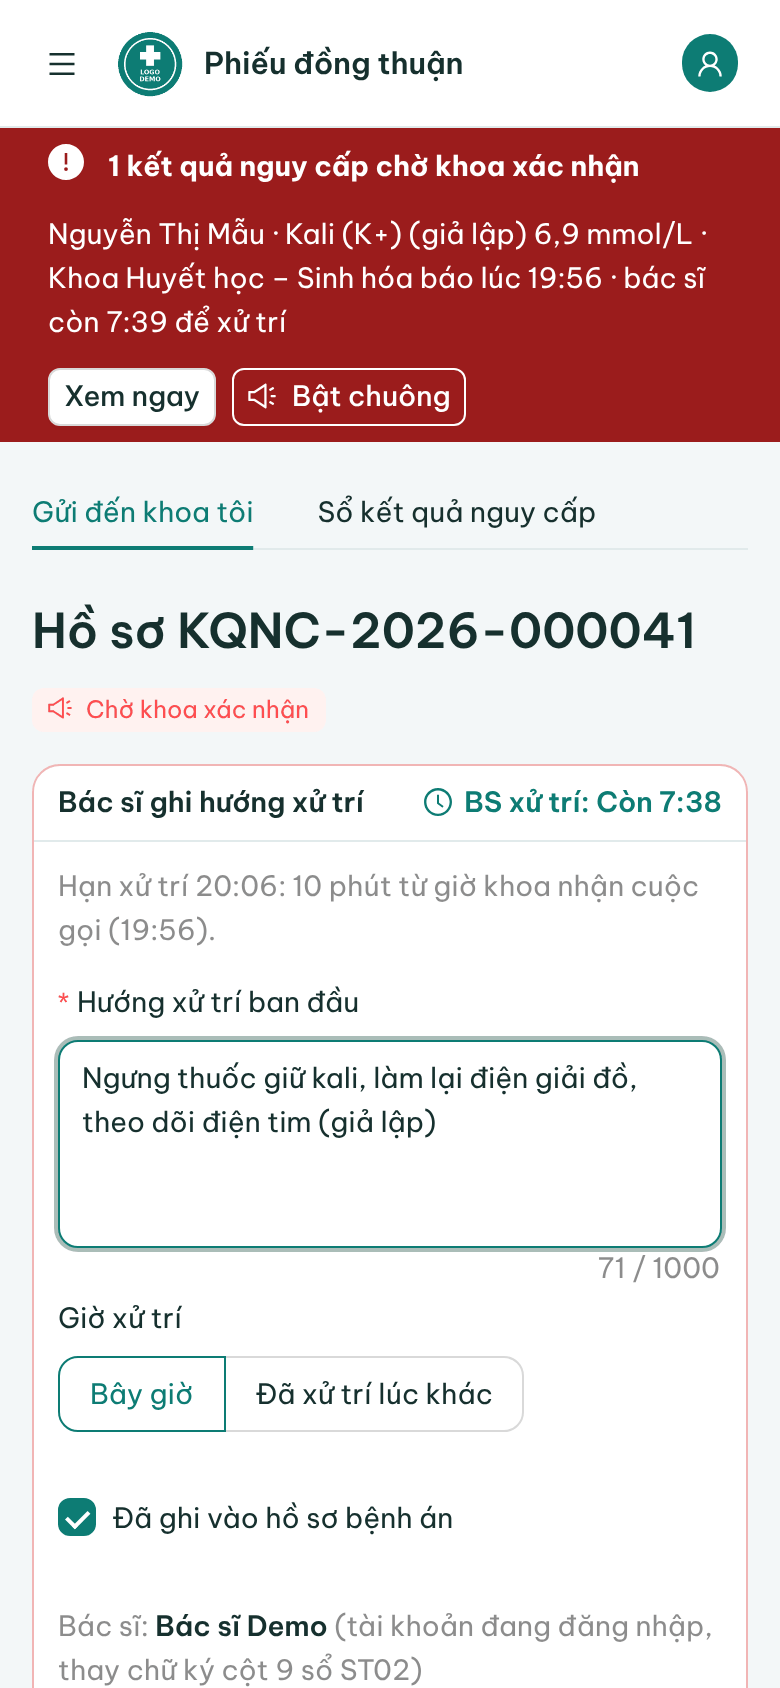 LOGO
DEMO
Phiếu đồng thuận
1 kết quả nguy cấp chờ khoa xác nhận
Nguyễn Thị Mẫu · Kali (K+) (giả lập) 6,9 mmol/L ·
Khoa Huyết học – Sinh hóa báo lúc 19:56 · bác sĩ
còn 7:39 để xử trí
Xem ngay
Bật chuông
Gửi đến khoa tôi
Sổ kết quả nguy cấp
Hồ sơ KQNC-2026-000041
Chờ khoa xác nhận
Bác sĩ ghi hướng xử trí
BS xử trí: Còn 7:38
Hạn xử trí 20:06: 10 phút từ giờ khoa nhận cuộc
gọi (19:56).
* Hướng xử trí ban đầu
Ngưng thuốc giữ kali, làm lại điện giải đồ,
theo dõi điện tim (giả lập)
71 / 1000
Giờ xử trí
Bây giờ
Đã xử trí lúc khác
Đã ghi vào hồ sơ bệnh án
Bác sĩ: Bác sĩ Demo (tài khoản đang đăng nhập,
thay chữ ký cột 9 sổ ST02)